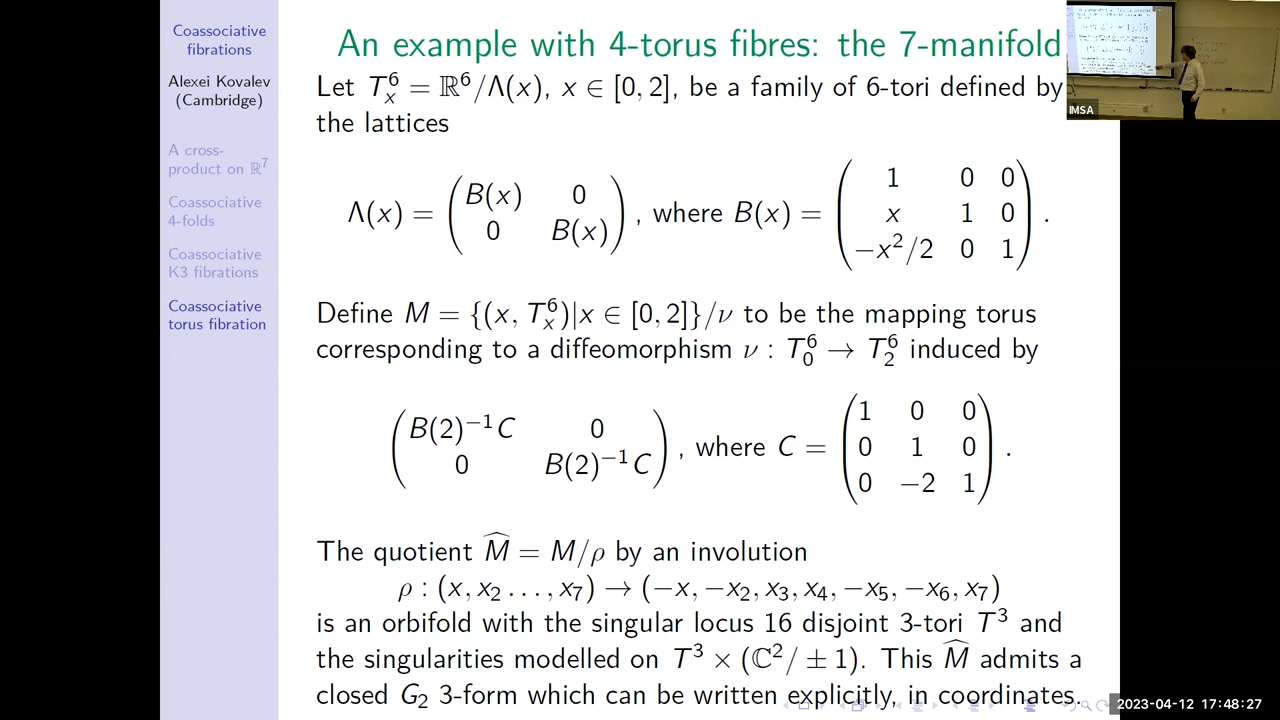 Coassociative
fibrations
Alexei Kovalev
(Cambridge)
A cross-
product on ℝ⁷
Coassociative
4-folds
Coassociative
K3 fibrations
Coassociative
torus fibration
An example with 4-torus fibres: the 7-manifold
Let T⁶ₓ = ℝ⁶/Λ(x), x ∈ [0, 2], be a family of 6-tori defined by
the lattices
Λ(x) = ( B(x) 0 ; 0 B(x) ), where B(x) = ( 1 0 0 ; x 1 0 ; −x²/2 0 1 ).
Define M = {(x, T⁶ₓ)|x ∈ [0, 2]}/ν to be the mapping torus
corresponding to a diffeomorphism ν : T⁶₀ → T⁶₂ induced by
( B(2)⁻¹C 0 ; 0 B(2)⁻¹C ), where C = ( 1 0 0 ; 0 1 0 ; 0 −2 1 ).
The quotient M̂ = M/ρ by an involution
ρ : (x, x₂ . . . , x₇) → (−x, −x₂, x₃, x₄, −x₅, −x₆, x₇)
is an orbifold with the singular locus 16 disjoint 3-tori T³ and
the singularities modelled on T³ × (ℂ²/ ± 1). This M̂ admits a
closed G₂ 3-form which can be written explicitly, in coordinates.
IMSA
2023-04-12 17:48:27